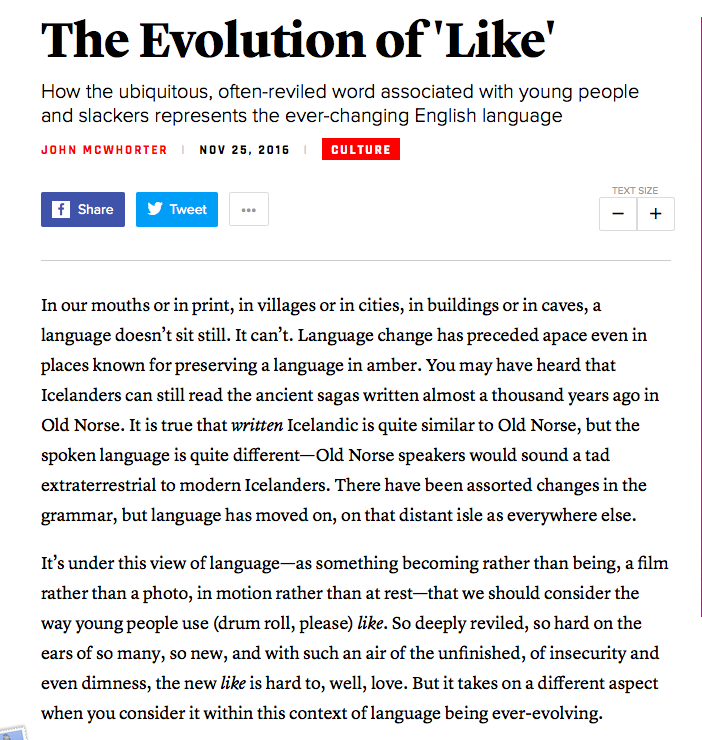 The Evolution of 'Like'
How the ubiquitous, often-reviled word associated with young people
and slackers represents the ever-changing English language
JOHN MCWHORTER | NOV 25, 2016 | CULTURE
TEXT SIZE
Share Tweet ••• − +
In our mouths or in print, in villages or in cities, in buildings or in caves, a
language doesn’t sit still. It can’t. Language change has preceded apace even in
places known for preserving a language in amber. You may have heard that
Icelanders can still read the ancient sagas written almost a thousand years ago in
Old Norse. It is true that written Icelandic is quite similar to Old Norse, but the
spoken language is quite different—Old Norse speakers would sound a tad
extraterrestrial to modern Icelanders. There have been assorted changes in the
grammar, but language has moved on, on that distant isle as everywhere else.
It’s under this view of language—as something becoming rather than being, a film
rather than a photo, in motion rather than at rest—that we should consider the
way young people use (drum roll, please) like. So deeply reviled, so hard on the
ears of so many, so new, and with such an air of the unfinished, of insecurity and
even dimness, the new like is hard to, well, love. But it takes on a different aspect
when you consider it within this context of language being ever-evolving.